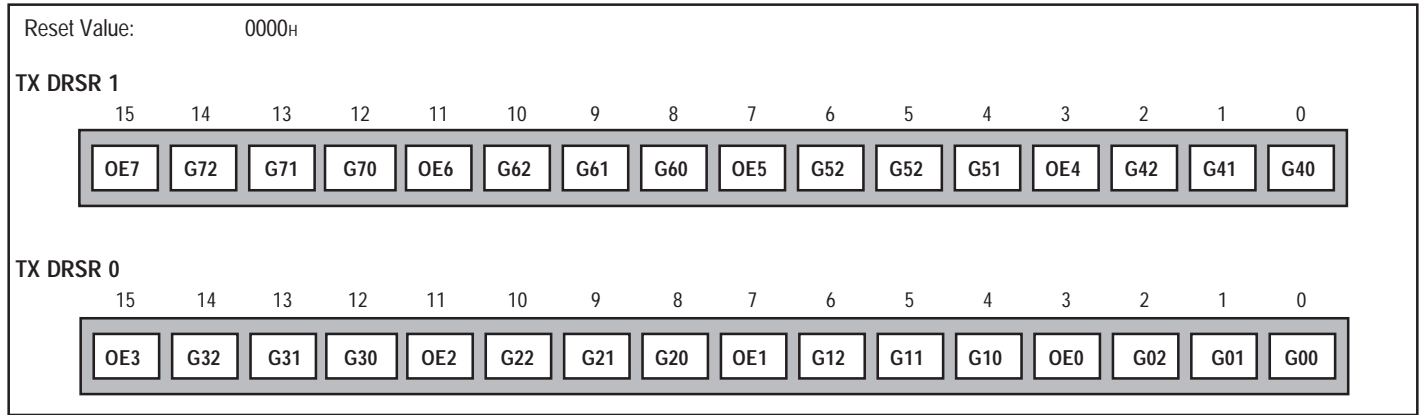 Reset Value: 0000H
TX DRSR 1
15 14 13 12 11 10 9 8 7 6 5 4 3 2 1 0
OE7 G72 G71 G70 OE6 G62 G61 G60 OE5 G52 G52 G51 OE4 G42 G41 G40
TX DRSR 0
15 14 13 12 11 10 9 8 7 6 5 4 3 2 1 0
OE3 G32 G31 G30 OE2 G22 G21 G20 OE1 G12 G11 G10 OE0 G02 G01 G00